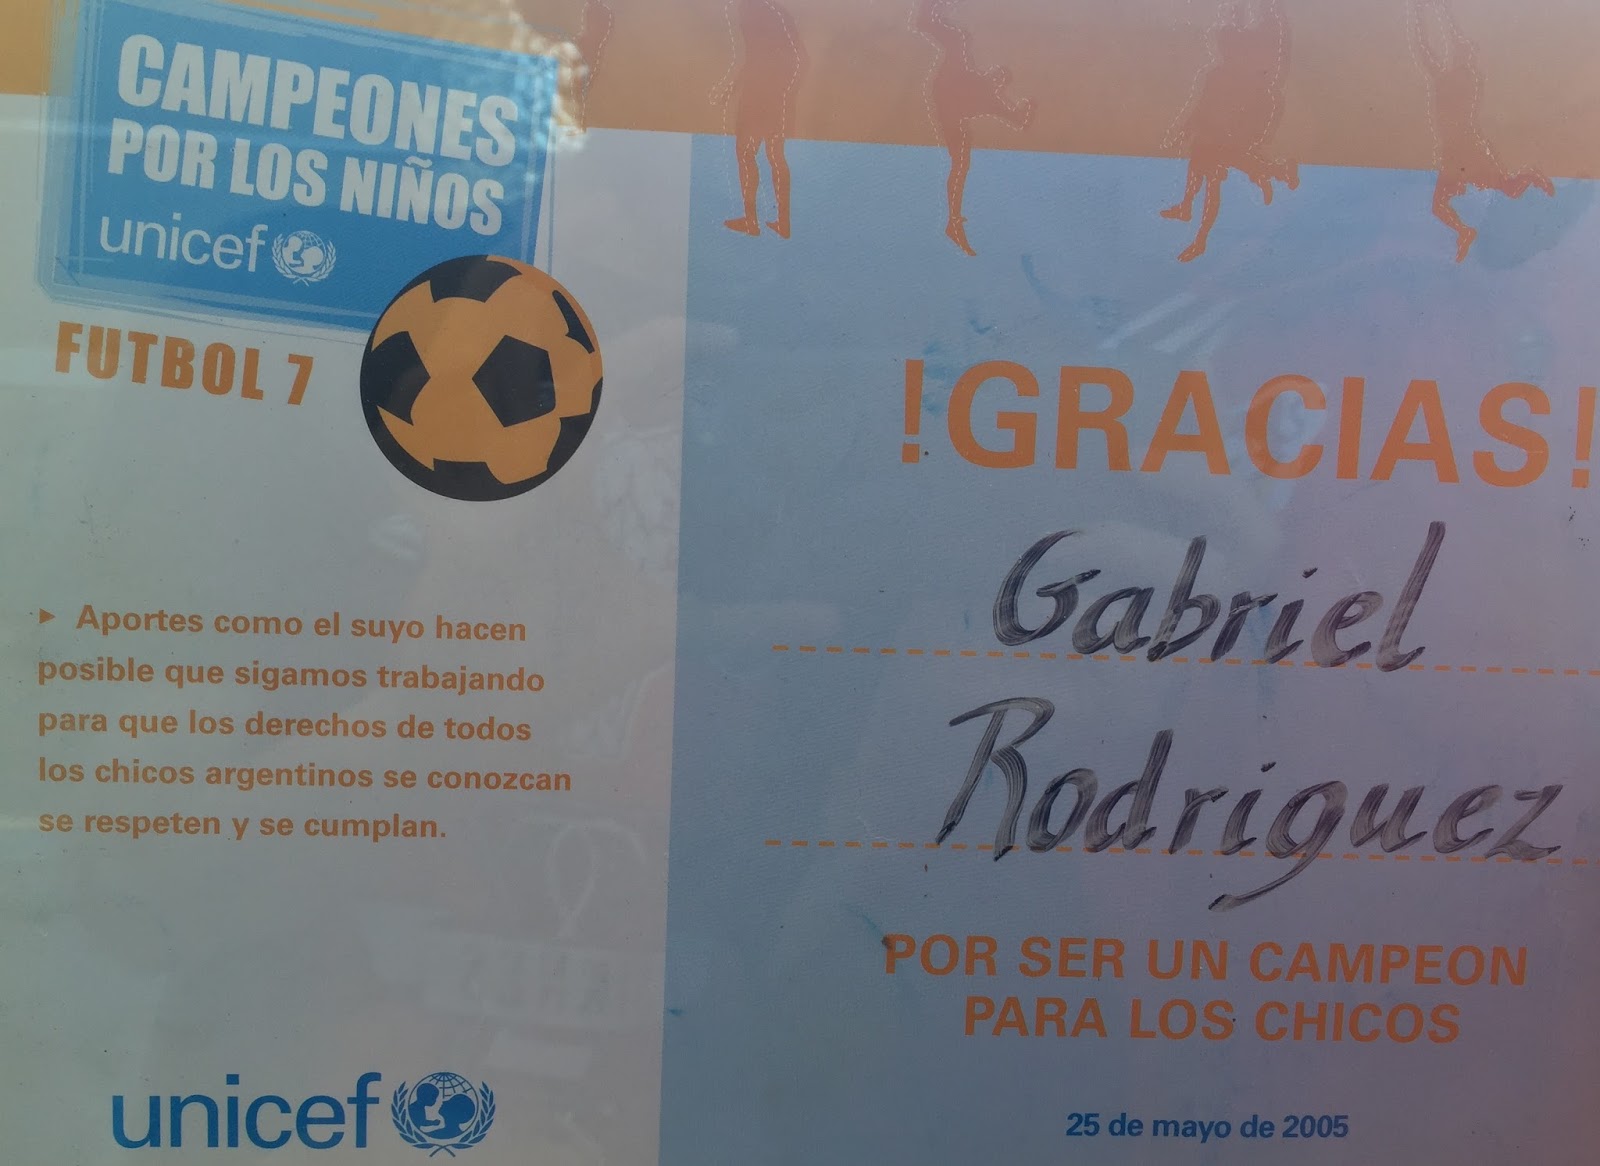 CAMPEONES
POR LOS NIÑOS
unicef
FUTBOL 7
► Aportes como el suyo hacen
posible que sigamos trabajando
para que los derechos de todos
los chicos argentinos se conozcan
se respeten y se cumplan.
unicef
!GRACIAS!
Gabriel
Rodriguez
POR SER UN CAMPEON
PARA LOS CHICOS
25 de mayo de 2005